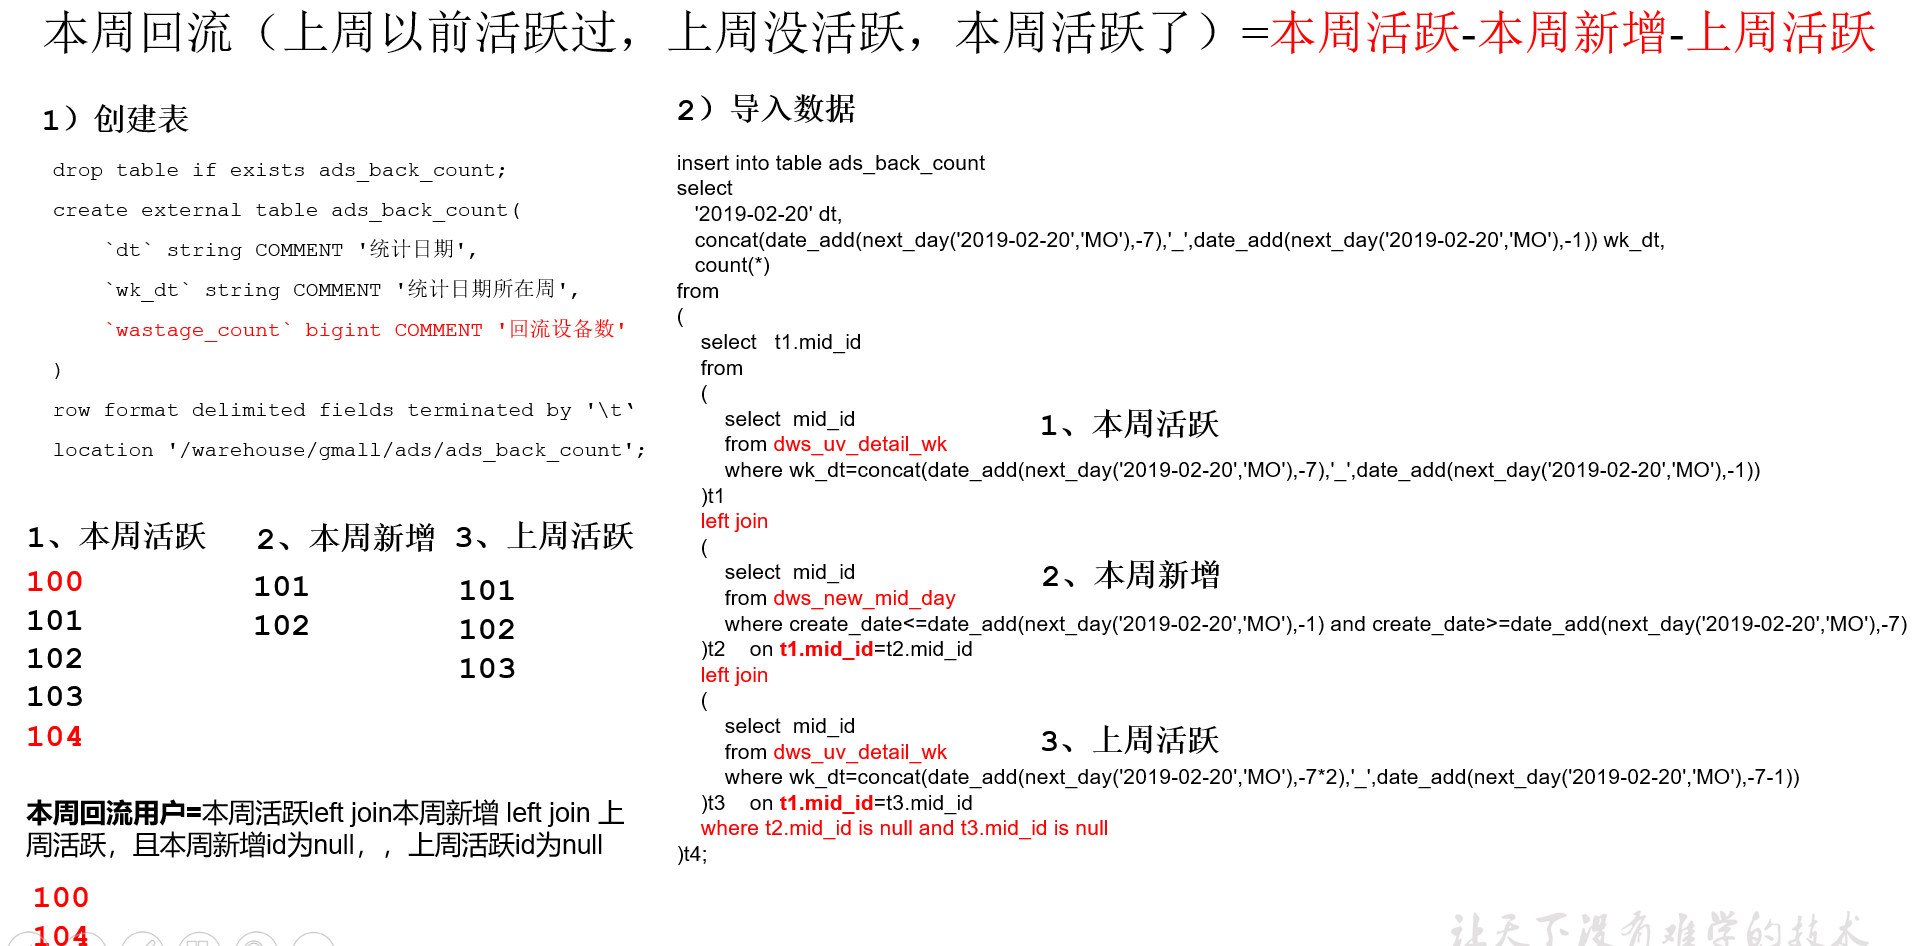 本周回流（上周以前活跃过，上周没活跃，本周活跃了）=本周活跃-本周新增-上周活跃
1）创建表
drop table if exists ads_back_count;
create external table ads_back_count(
`dt` string COMMENT '统计日期',
`wk_dt` string COMMENT '统计日期所在周',
`wastage_count` bigint COMMENT '回流设备数'
)
row format delimited fields terminated by '\t‘
location '/warehouse/gmall/ads/ads_back_count';
1、本周活跃
100
101
102
103
104
2、本周新增
101
102
3、上周活跃
101
102
103
本周回流用户=本周活跃left join本周新增 left join 上
周活跃，且本周新增id为null，，上周活跃id为null
100
104
2）导入数据
insert into table ads_back_count
select
'2019-02-20' dt,
concat(date_add(next_day('2019-02-20','MO'),-7),'_',date_add(next_day('2019-02-20','MO'),-1)) wk_dt,
count(*)
from
(
select t1.mid_id
from
(
select mid_id
from dws_uv_detail_wk
where wk_dt=concat(date_add(next_day('2019-02-20','MO'),-7),'_',date_add(next_day('2019-02-20','MO'),-1))
)t1
1、本周活跃
left join
(
select mid_id
from dws_new_mid_day
where create_date<=date_add(next_day('2019-02-20','MO'),-1) and create_date>=date_add(next_day('2019-02-20','MO'),-7)
)t2 on t1.mid_id=t2.mid_id
2、本周新增
left join
(
select mid_id
from dws_uv_detail_wk
where wk_dt=concat(date_add(next_day('2019-02-20','MO'),-7*2),'_',date_add(next_day('2019-02-20','MO'),-7-1))
)t3 on t1.mid_id=t3.mid_id
3、上周活跃
where t2.mid_id is null and t3.mid_id is null
)t4;
让天下没有难学的技术